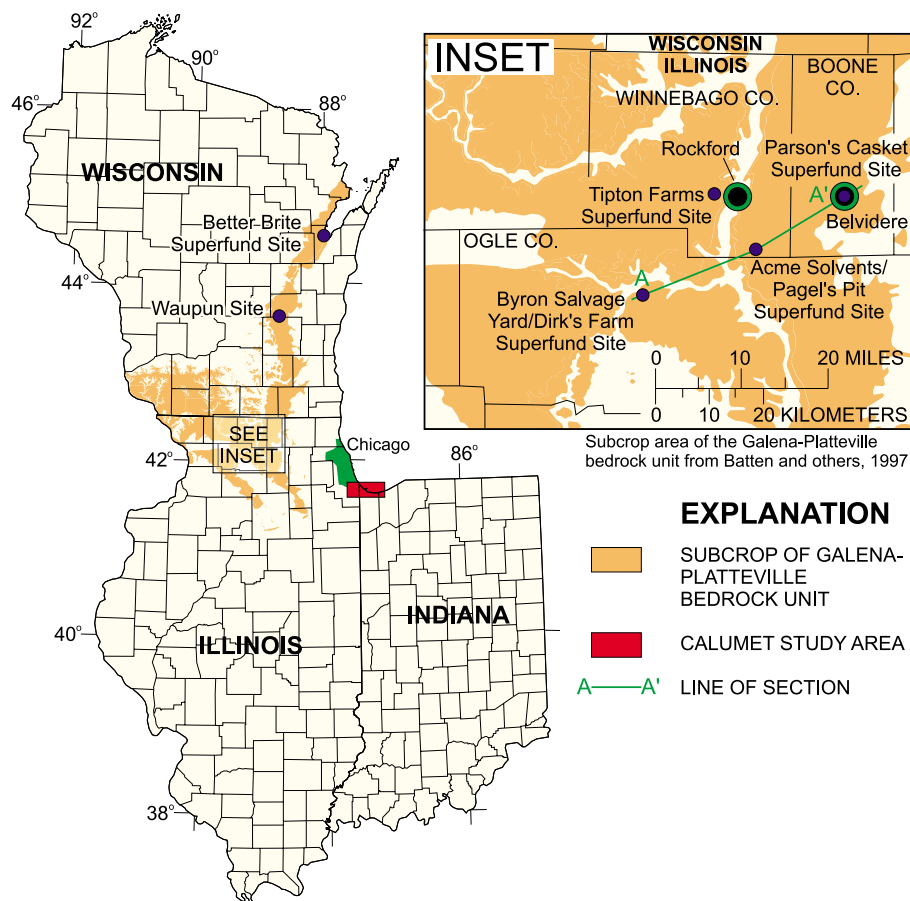 92°
90°
88°
46°
WISCONSIN
Better Brite
Superfund Site
44°
Waupun Site
SEE
INSET
42°
Chicago
86°
40°
ILLINOIS
INDIANA
38°
INSET
WISCONSIN
ILLINOIS
BOONE
CO.
WINNEBAGO CO.
Rockford
Parson's Casket
Superfund Site
Tipton Farms
Superfund Site
A'
Belvidere
OGLE CO.
A
Acme Solvents/
Pagel's Pit
Superfund Site
Byron Salvage
Yard/Dirk's Farm
Superfund Site
0 10 20 MILES
0 10 20 KILOMETERS
Subcrop area of the Galena-Platteville
bedrock unit from Batten and others, 1997
EXPLANATION
SUBCROP OF GALENA-
PLATTEVILLE
BEDROCK UNIT
CALUMET STUDY AREA
A A' LINE OF SECTION